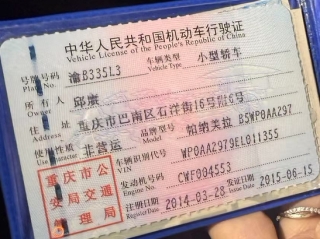 中华人民共和国机动车行驶证
Vehicle License of the People's Republic of China
号牌号码 渝B335L3 车辆类型 小型轿车
Plate No. Vehicle Type
所有人 邱
Owner
住址 重庆市巴南区石洋街16号附6号
Address
使用性质 非营运 品牌型号 帕纳美拉 BSWP0AA297
Use Character Model
车辆识别代号 WP0AA2979EL011355
VIN
重庆市公
安局交通
管理局
发动机号码 CWF004553
Engine No.
注册日期 2014-03-28 发证日期 2015-06-15
Register Date Issue Date